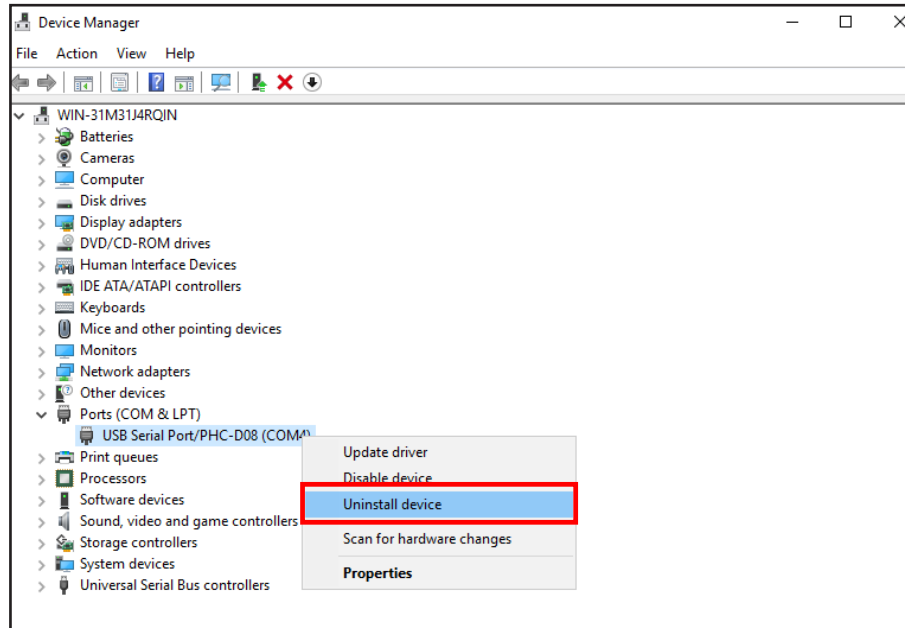 Device Manager
File Action View Help
WIN-31M31J4RQIN
Batteries
Cameras
Computer
Disk drives
Display adapters
DVD/CD-ROM drives
Human Interface Devices
IDE ATA/ATAPI controllers
Keyboards
Mice and other pointing devices
Monitors
Network adapters
Other devices
Ports (COM & LPT)
USB Serial Port/PHC-D08 (COM4)
Print queues
Processors
Software devices
Sound, video and game controllers
Storage controllers
System devices
Universal Serial Bus controllers
Update driver
Disable device
Uninstall device
Scan for hardware changes
Properties